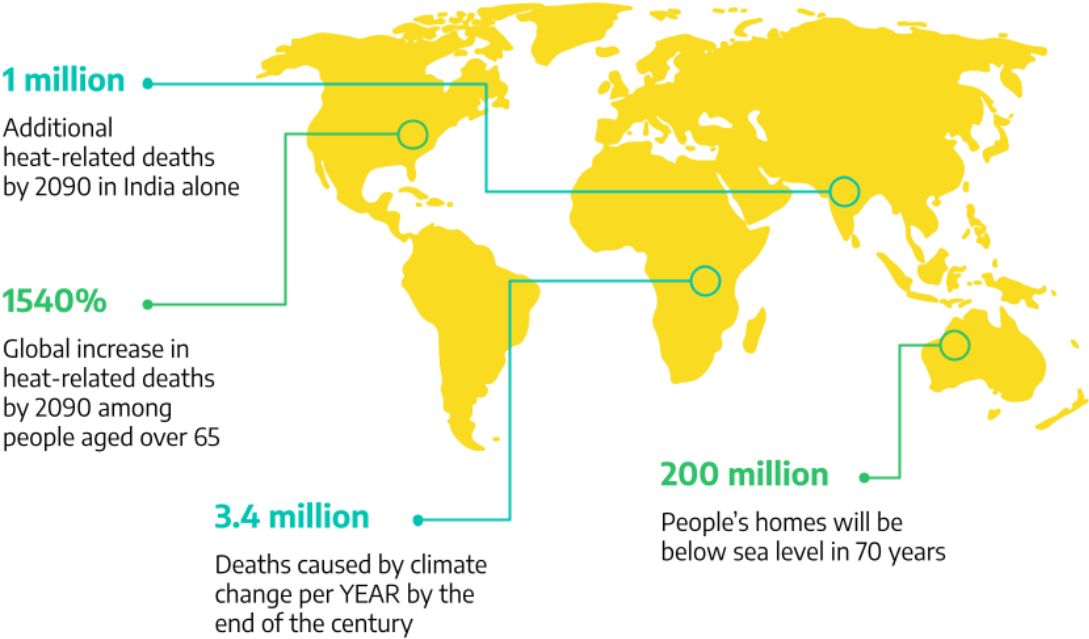 1 million
Additional
heat-related deaths
by 2090 in India alone
1540%
Global increase in
heat-related deaths
by 2090 among
people aged over 65
3.4 million
Deaths caused by climate
change per YEAR by the
end of the century
200 million
People’s homes will be
below sea level in 70 years